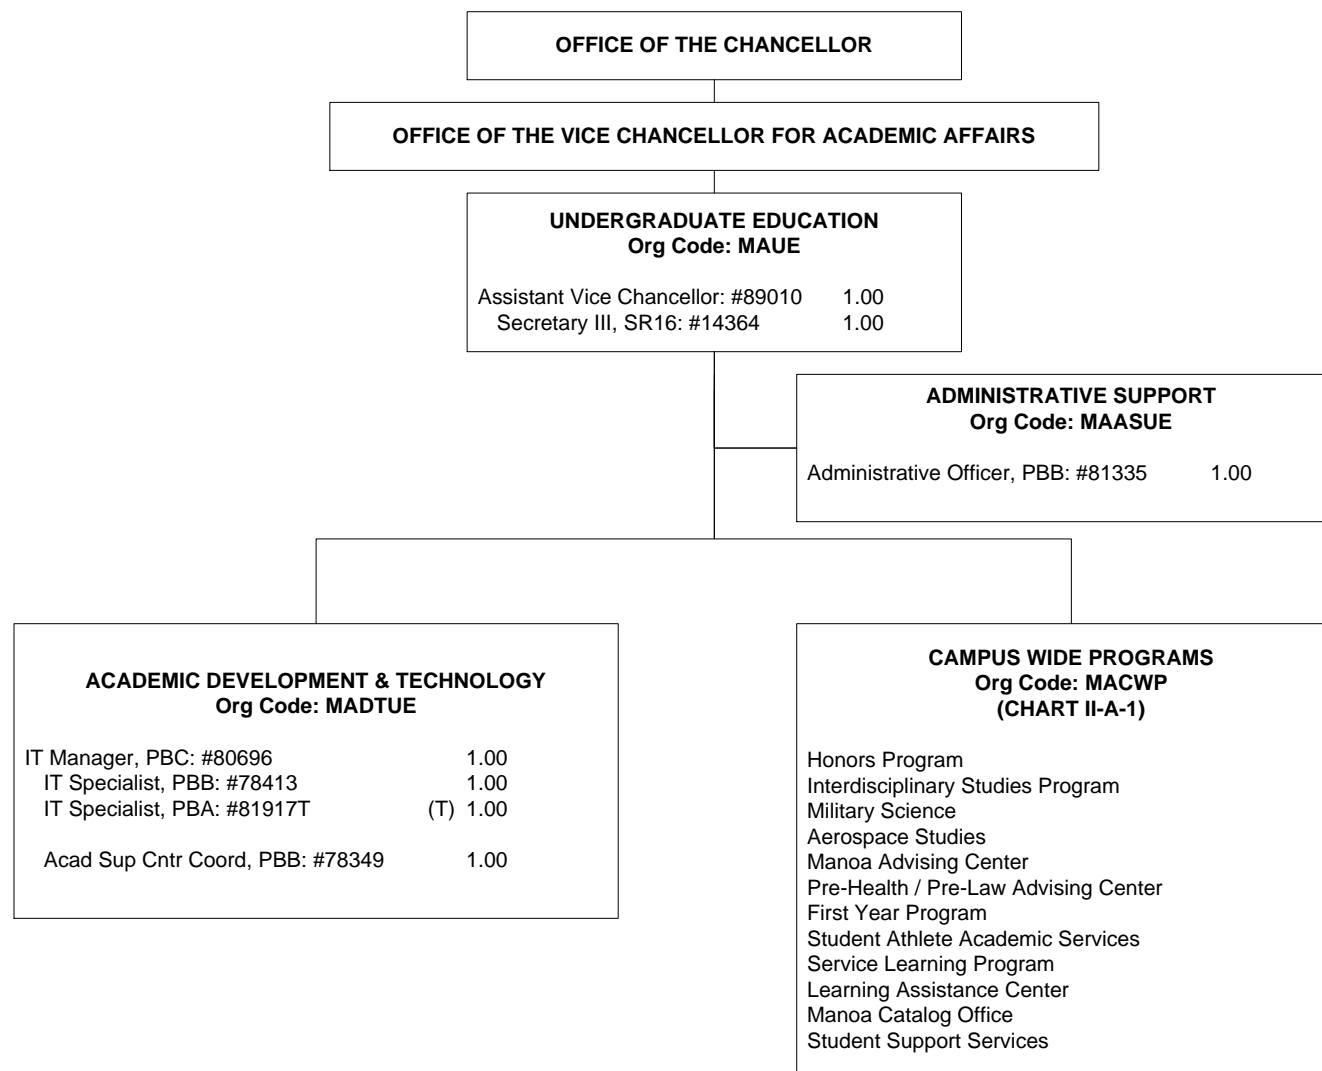 OFFICE OF THE CHANCELLOR
OFFICE OF THE VICE CHANCELLOR FOR ACADEMIC AFFAIRS
UNDERGRADUATE EDUCATION
Org Code: MAUE
Assistant Vice Chancellor: #89010 1.00
Secretary III, SR16: #14364 1.00
ADMINISTRATIVE SUPPORT
Org Code: MAASUE
Administrative Officer, PBB: #81335 1.00
ACADEMIC DEVELOPMENT & TECHNOLOGY
Org Code: MADTUE
IT Manager, PBC: #80696 1.00
IT Specialist, PBB: #78413 1.00
IT Specialist, PBA: #81917T (T) 1.00
Acad Sup Cntr Coord, PBB: #78349 1.00
CAMPUS WIDE PROGRAMS
Org Code: MACWP
(CHART II-A-1)
Honors Program
Interdisciplinary Studies Program
Military Science
Aerospace Studies
Manoa Advising Center
Pre-Health / Pre-Law Advising Center
First Year Program
Student Athlete Academic Services
Service Learning Program
Learning Assistance Center
Manoa Catalog Office
Student Support Services